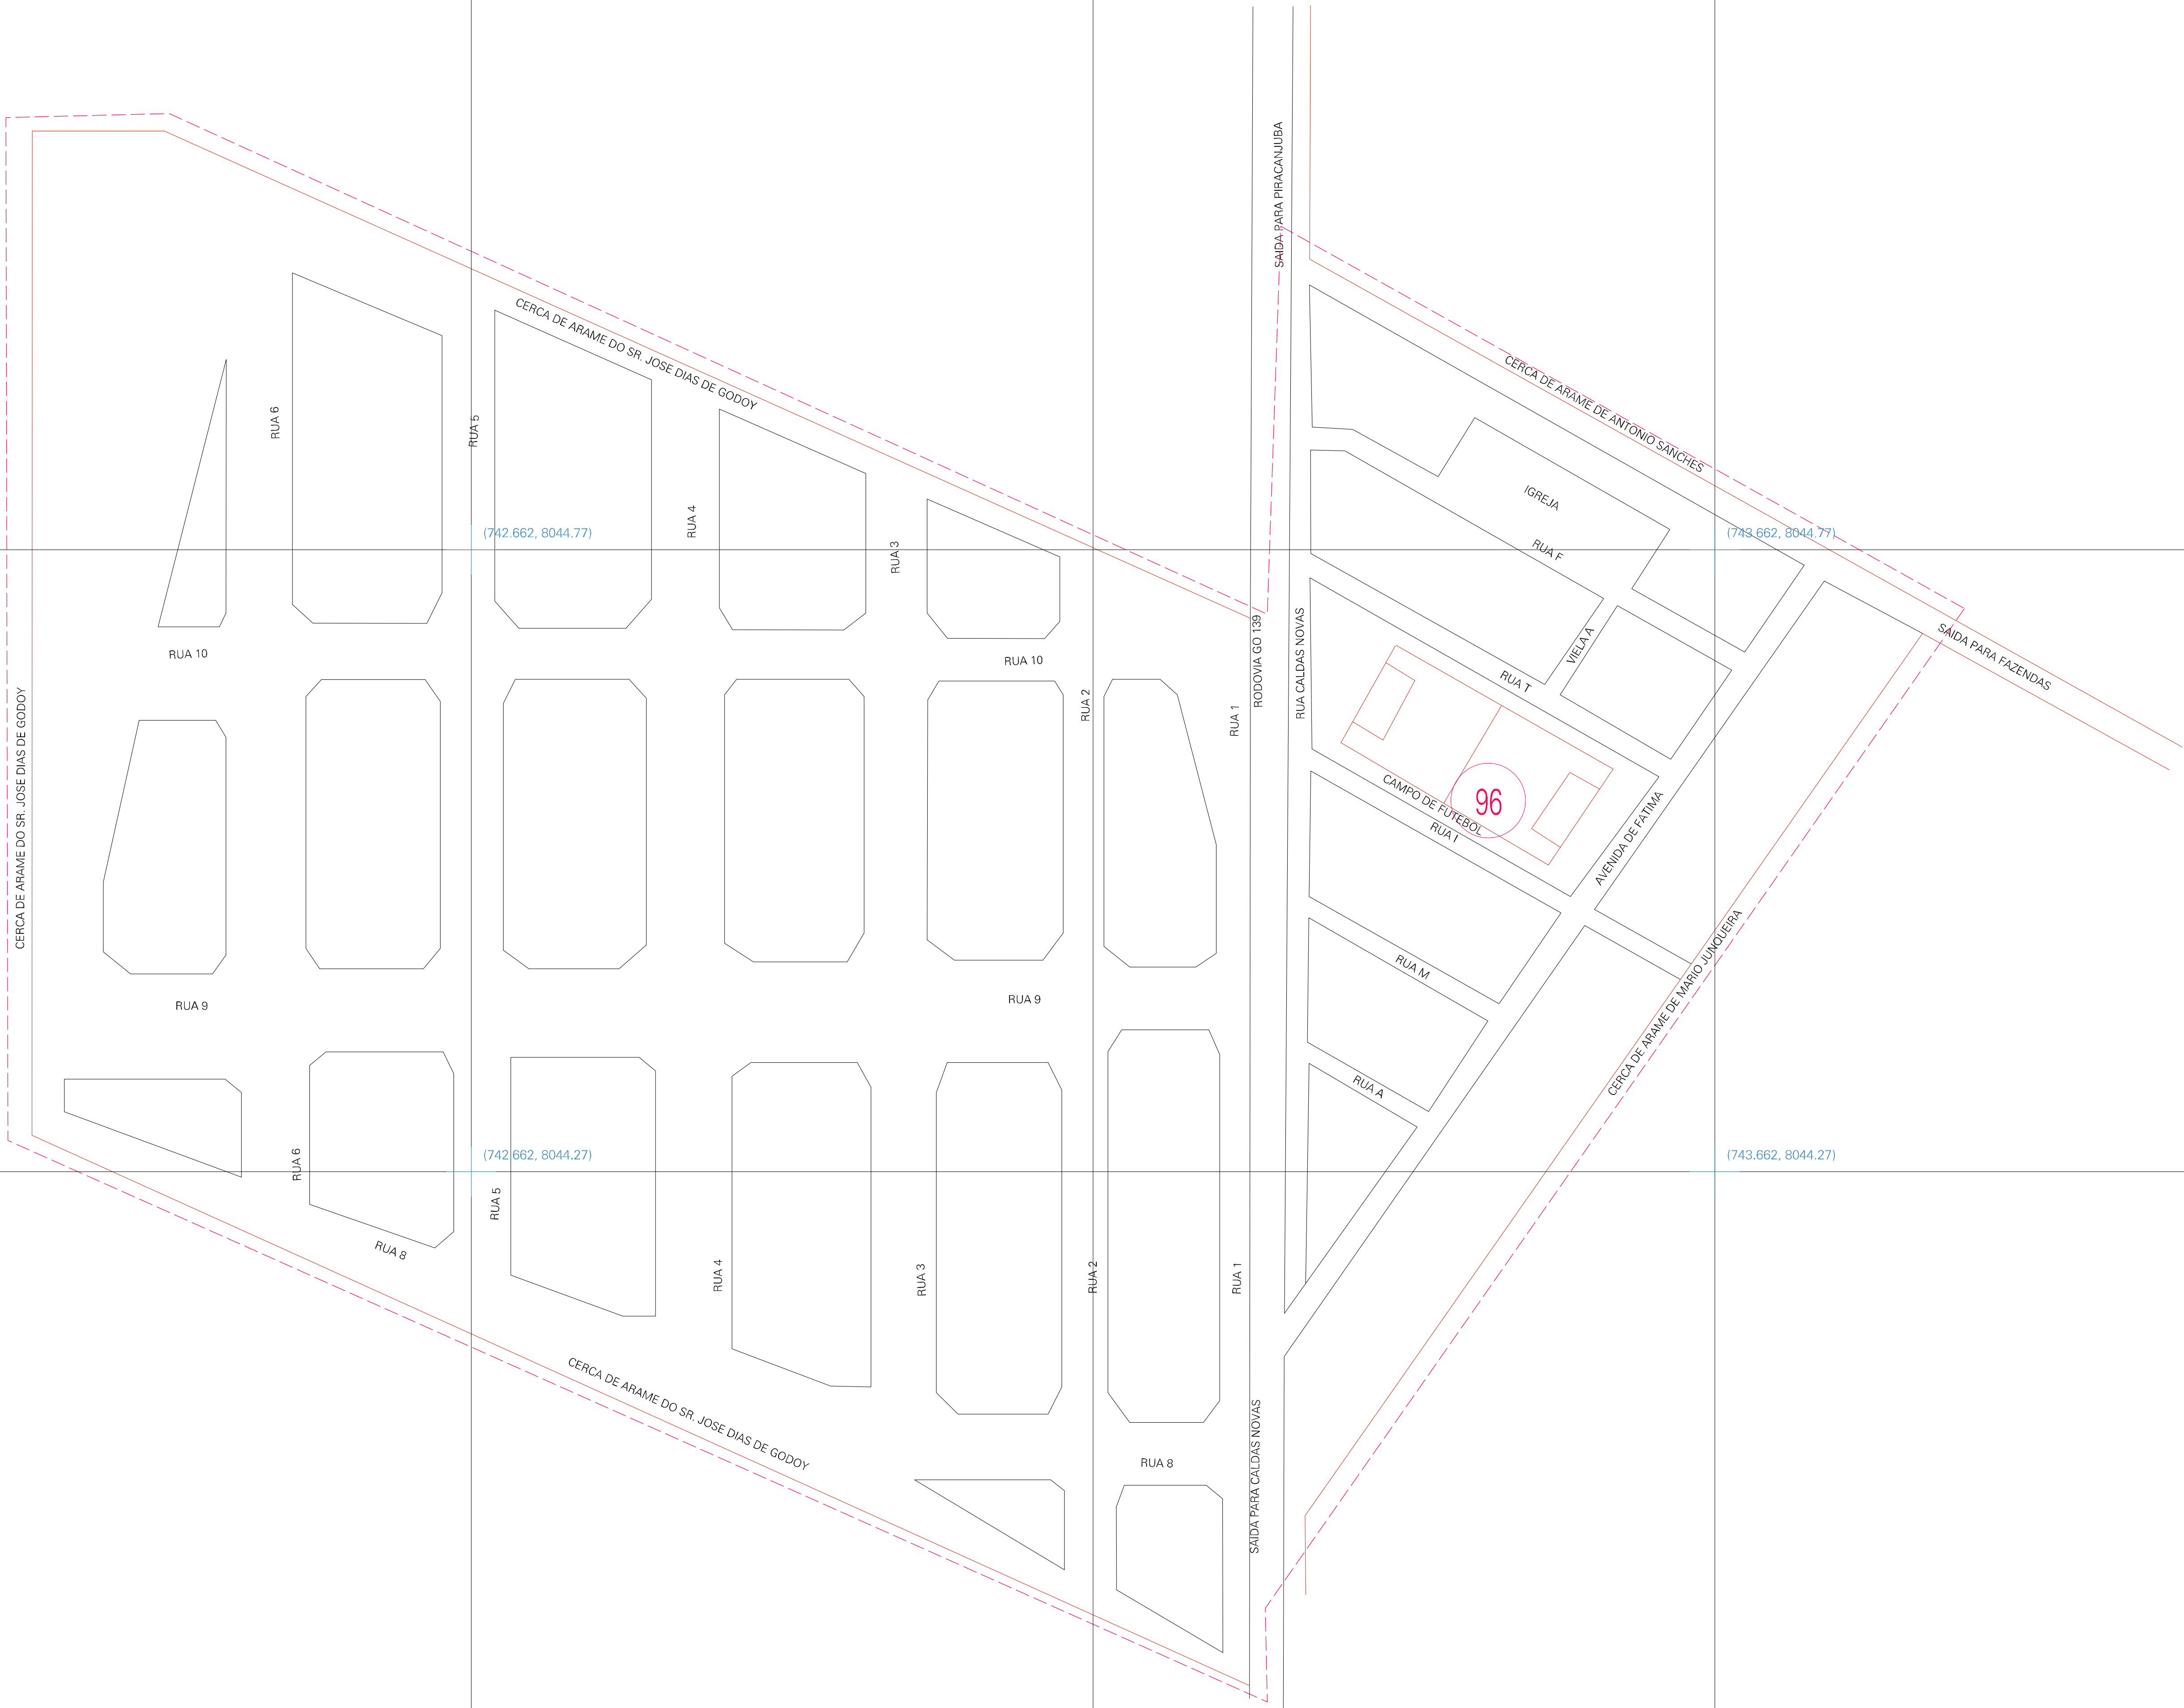 SAIDA PARA PIRACANJUBA
CERCA DE ARAME DO SR. JOSE DIAS DE GODOY
CERCA DE ARAME DE ANTONIO SANCHES
RUA 6
RUA 5
RUA 4
RUA 3
IGREJA
RUA F
(742.662, 8044.77)
(743.662, 8044.77)
RUA 10
RUA 10
RUA 2
RUA 1
RODOVIA GO 139
RUA CALDAS NOVAS
VIELA A
RUA T
SAIDA PARA FAZENDAS
CERCA DE ARAME DO SR. JOSE DIAS DE GODOY
CAMPO DE FUTEBOL
96
RUA I
AVENIDA DE FATIMA
RUA M
CERCA DE ARAME DE MARIO JUNQUEIRA
RUA 9
RUA 9
RUA A
(742.662, 8044.27)
(743.662, 8044.27)
RUA 6
RUA 5
RUA 8
RUA 4
RUA 3
RUA 2
RUA 1
CERCA DE ARAME DO SR. JOSE DIAS DE GODOY
RUA 8
SAIDA PARA CALDAS NOVAS